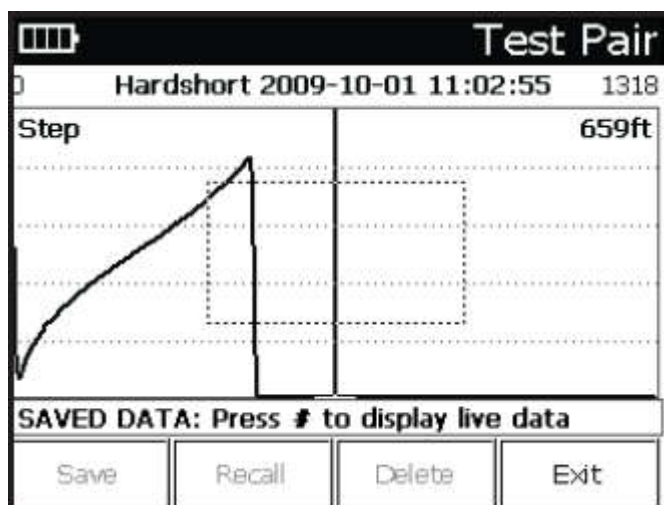 Test Pair
0 Hardshort 2009-10-01 11:02:55 1318
Step 659ft
SAVED DATA: Press # to display live data
Save Recall Delete Exit